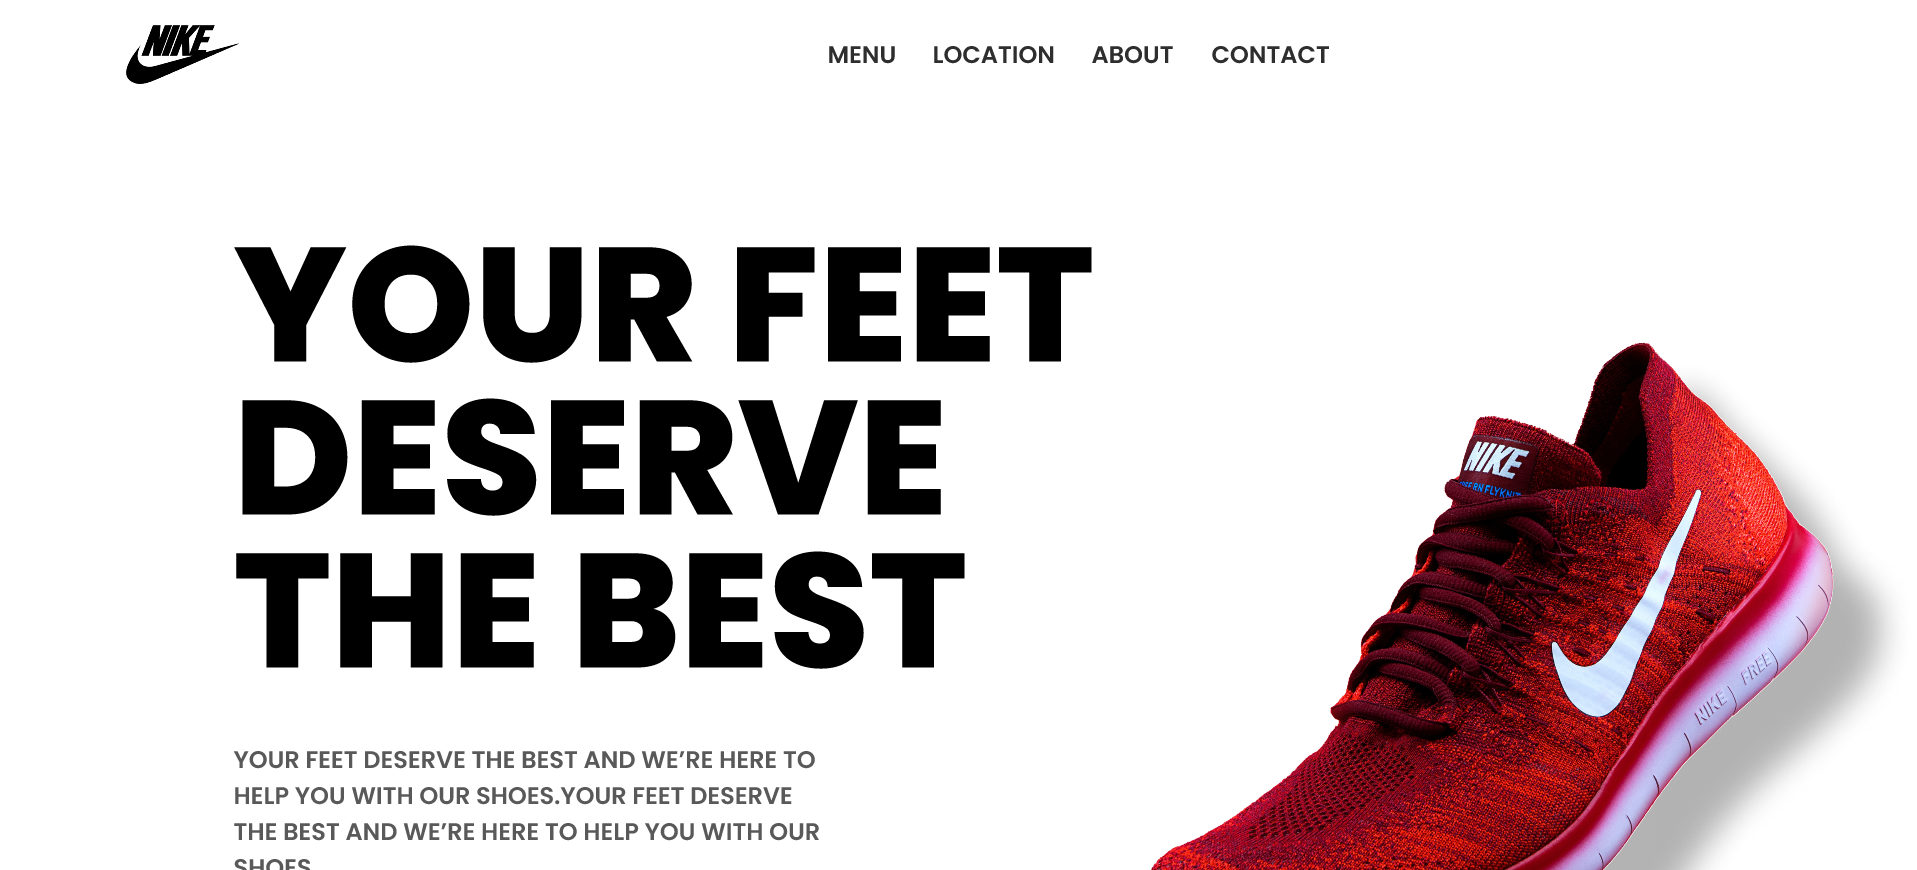 NIKE
MENU LOCATION ABOUT CONTACT
YOUR FEET
DESERVE
THE BEST
NIKE
YOUR FEET DESERVE THE BEST AND WE’RE HERE TO
HELP YOU WITH OUR SHOES.YOUR FEET DESERVE
THE BEST AND WE’RE HERE TO HELP YOU WITH OUR
SHOES
NIKE FREE